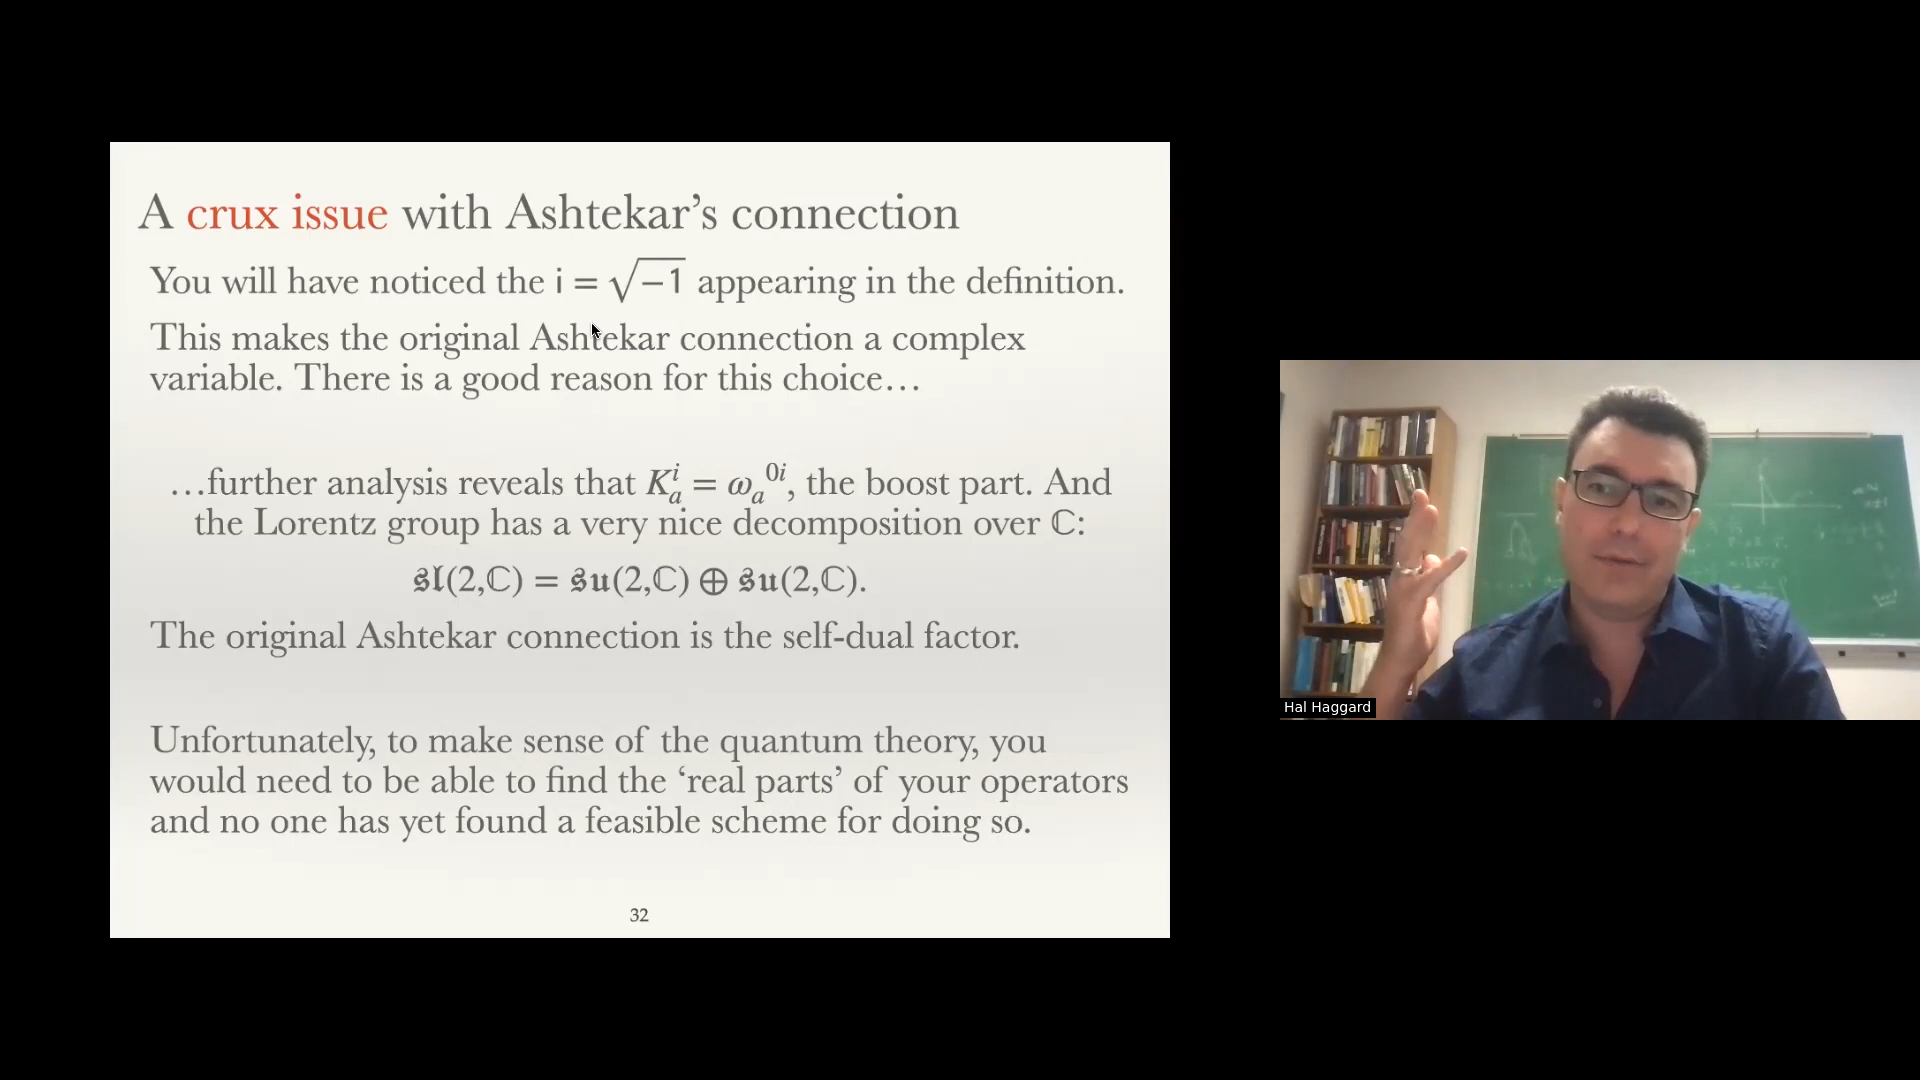 A crux issue with Ashtekar’s connection
You will have noticed the i = √−1 appearing in the definition.
This makes the original Ashtekar connection a complex
variable. There is a good reason for this choice…
…further analysis reveals that Kᵢₐ = ωₐ⁰ⁱ, the boost part. And
the Lorentz group has a very nice decomposition over ℂ:
𝔰𝔩(2,ℂ) = 𝔰𝔲(2,ℂ) ⊕ 𝔰𝔲(2,ℂ).
The original Ashtekar connection is the self-dual factor.
Unfortunately, to make sense of the quantum theory, you
would need to be able to find the ‘real parts’ of your operators
and no one has yet found a feasible scheme for doing so.
32
Hal Haggard